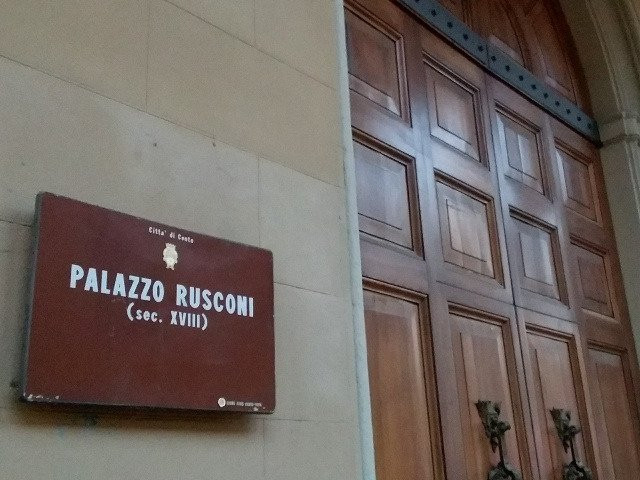 Citta' di Cento
PALAZZO RUSCONI
(sec. XVIII)